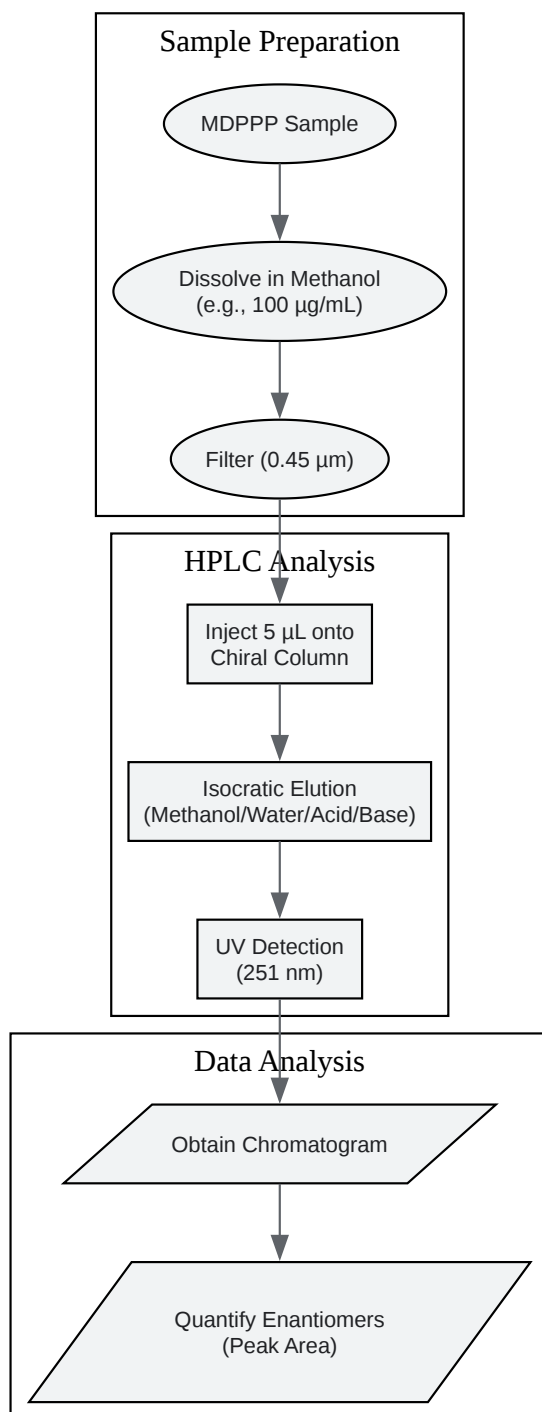 Sample Preparation
MDPPP Sample
Dissolve in Methanol
(e.g., 100 µg/mL)
Filter (0.45 µm)
HPLC Analysis
Inject 5 µL onto
Chiral Column
Isocratic Elution
(Methanol/Water/Acid/Base)
UV Detection
(251 nm)
Data Analysis
Obtain Chromatogram
Quantify Enantiomers
(Peak Area)